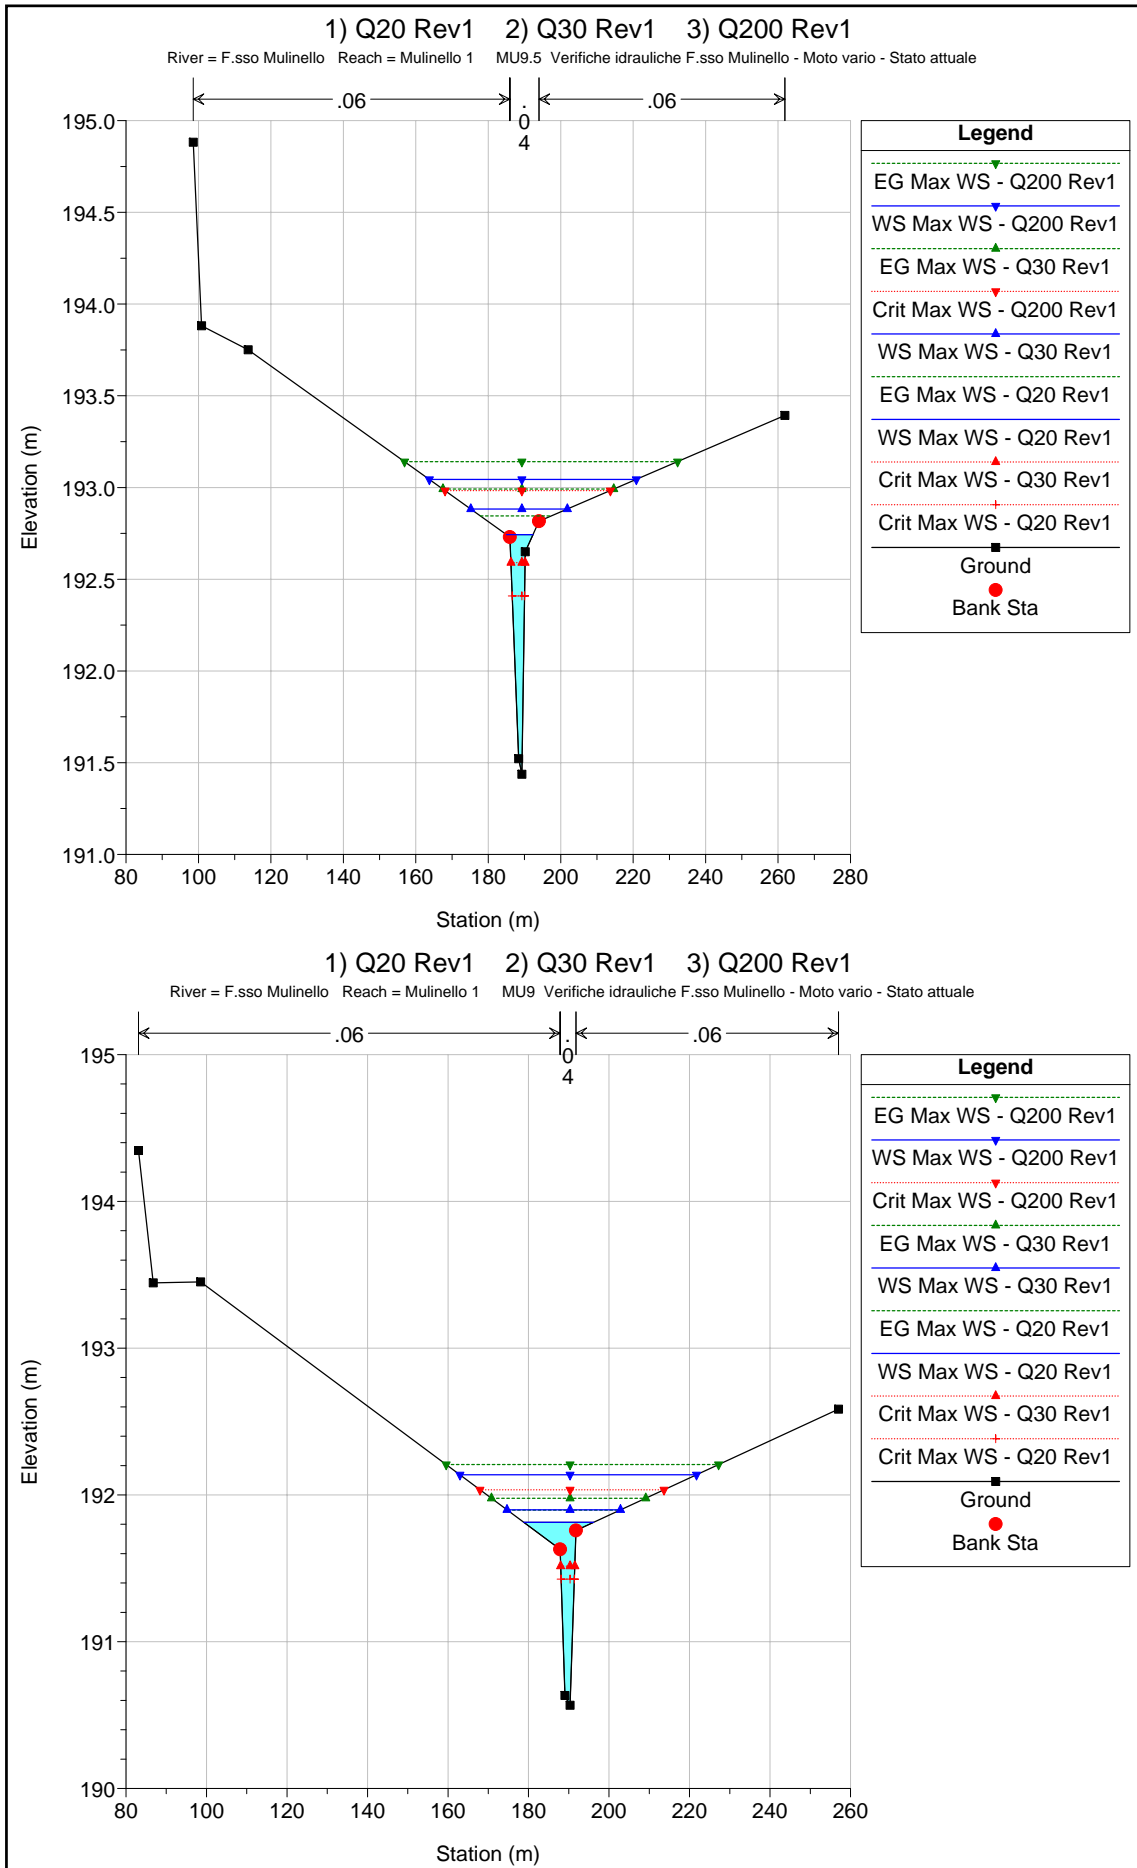 1) Q20 Rev1 2) Q30 Rev1 3) Q200 Rev1
River = F.sso Mulinello Reach = Mulinello 1 MU9.5 Verifiche idrauliche F.sso Mulinello - Moto vario - Stato attuale
.06 .04 .06
195.0
194.5
194.0
193.5
193.0
192.5
192.0
191.5
191.0
Elevation (m)
80 100 120 140 160 180 200 220 240 260 280
Station (m)
Legend
EG Max WS - Q200 Rev1
WS Max WS - Q200 Rev1
EG Max WS - Q30 Rev1
Crit Max WS - Q200 Rev1
WS Max WS - Q30 Rev1
EG Max WS - Q20 Rev1
WS Max WS - Q20 Rev1
Crit Max WS - Q30 Rev1
Crit Max WS - Q20 Rev1
Ground
Bank Sta
1) Q20 Rev1 2) Q30 Rev1 3) Q200 Rev1
River = F.sso Mulinello Reach = Mulinello 1 MU9 Verifiche idrauliche F.sso Mulinello - Moto vario - Stato attuale
.06 .04 .06
195
194
193
192
191
190
Elevation (m)
80 100 120 140 160 180 200 220 240 260
Station (m)
Legend
EG Max WS - Q200 Rev1
WS Max WS - Q200 Rev1
Crit Max WS - Q200 Rev1
EG Max WS - Q30 Rev1
WS Max WS - Q30 Rev1
EG Max WS - Q20 Rev1
WS Max WS - Q20 Rev1
Crit Max WS - Q30 Rev1
Crit Max WS - Q20 Rev1
Ground
Bank Sta